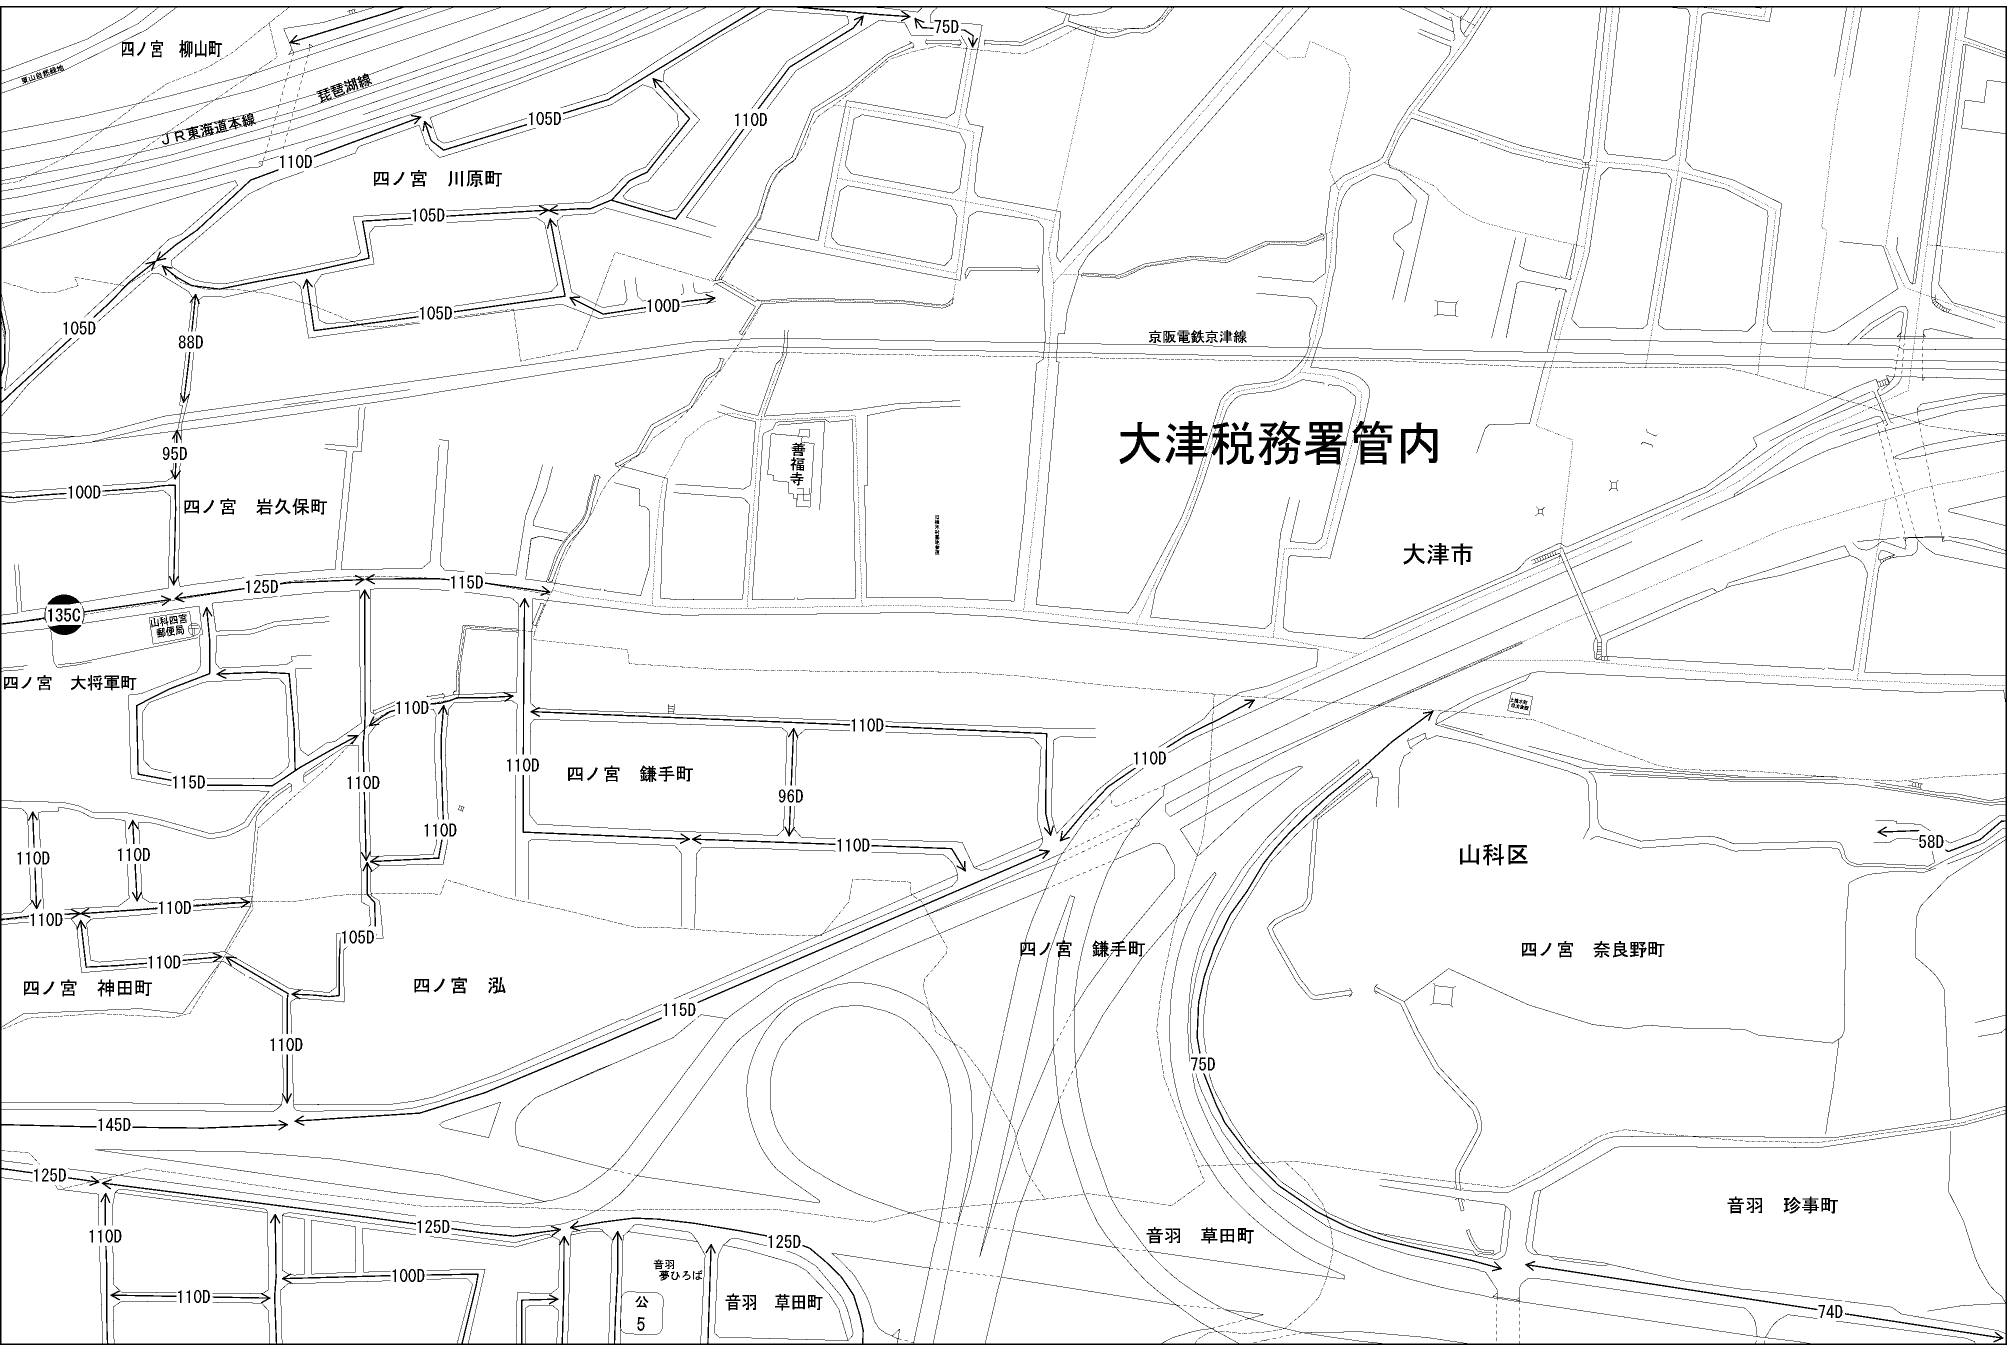 75D
四ノ宮 柳山町
東山自然緑地
琵琶湖線
JR東海道本線
105D
110D
110D
四ノ宮 川原町
105D
100D
105D
105D
88D
京阪電鉄京津線
大津税務署管内
95D
善福寺
100D
四ノ宮 岩久保町
大津市
115D
125D
135C
山科四宮
郵便局
四ノ宮 大将軍町
110D
110D
110D
110D
110D
四ノ宮 鎌手町
115D
96D
110D
110D
110D
58D
110D
110D
山科区
110D
110D
105D
110D
四ノ宮 鎌手町
四ノ宮 奈良野町
四ノ宮 神田町
四ノ宮 泓
115D
110D
75D
145D
125D
音羽 珍事町
125D
110D
音羽 草田町
125D
音羽
夢ひろば
100D
110D
公
5
音羽 草田町
74D